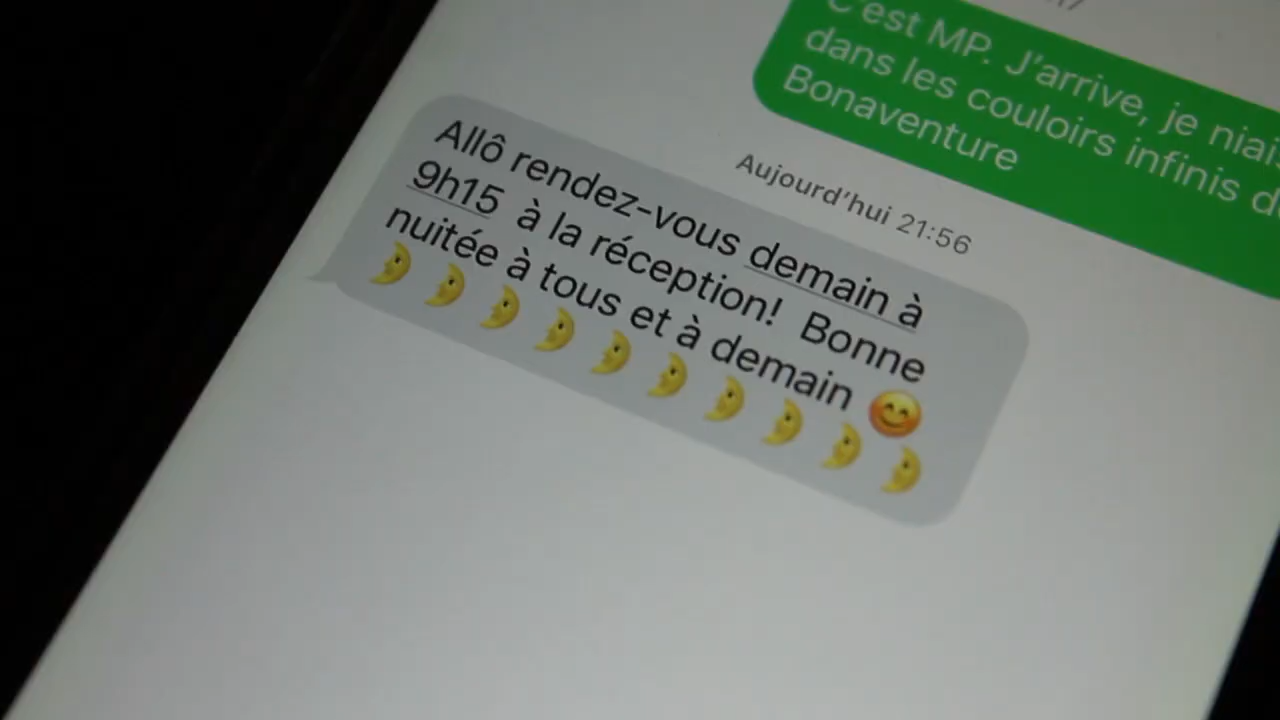 C'est MP. J'arrive, je niais
dans les couloirs infinis
Bonaventure
Aujourd'hui 21:56
Allô rendez-vous demain à
9h15 à la réception! Bonne
nuitée à tous et à demain 😊
🌛🌛🌛🌛🌛🌛🌛🌛🌛🌛